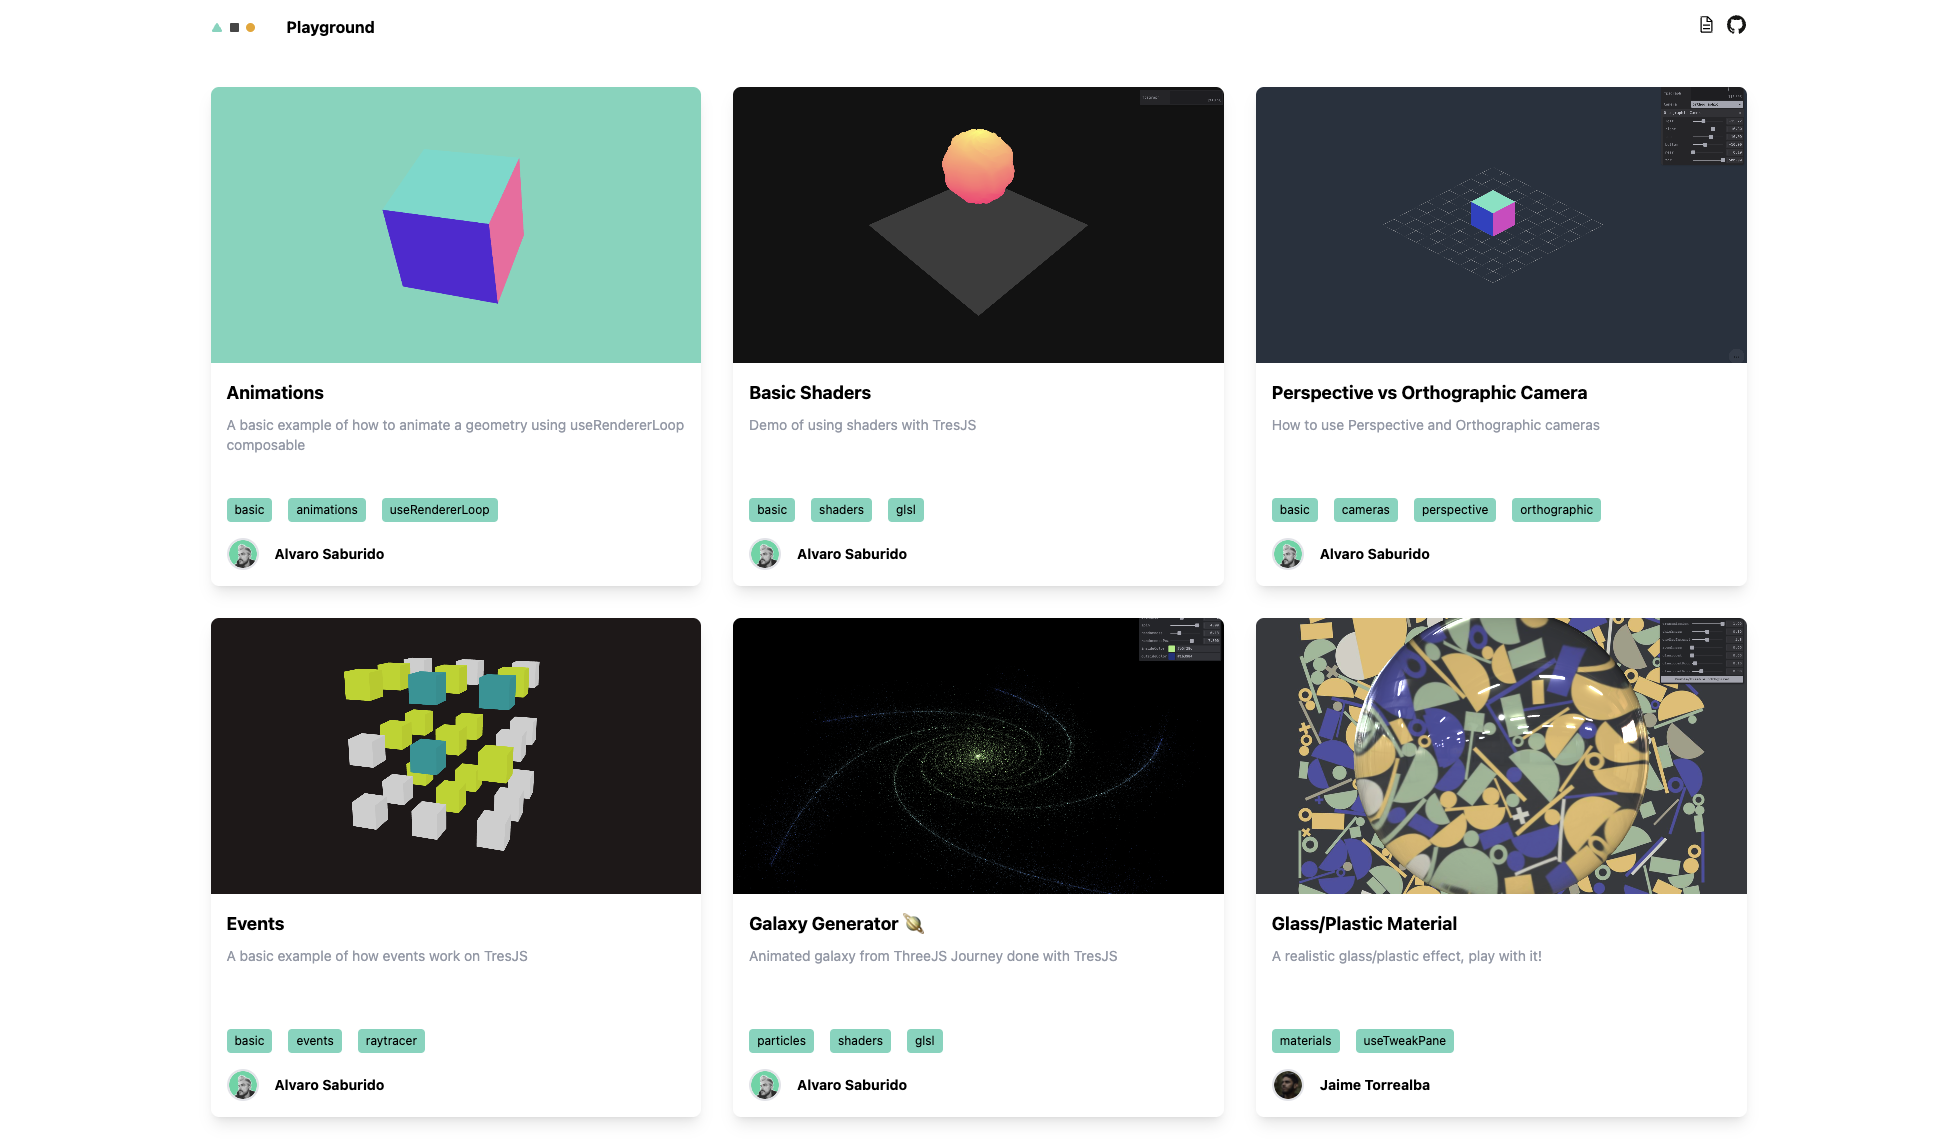 Playground
Animations
A basic example of how to animate a geometry using useRendererLoop
composable
basic animations useRendererLoop
Alvaro Saburido
Basic Shaders
Demo of using shaders with TresJS
basic shaders glsl
Alvaro Saburido
Perspective vs Orthographic Camera
How to use Perspective and Orthographic cameras
basic cameras perspective orthographic
Alvaro Saburido
Events
A basic example of how events work on TresJS
basic events raytracer
Alvaro Saburido
Galaxy Generator
Animated galaxy from ThreeJS Journey done with TresJS
particles shaders glsl
Alvaro Saburido
Glass/Plastic Material
A realistic glass/plastic effect, play with it!
materials useTweakPane
Jaime Torrealba